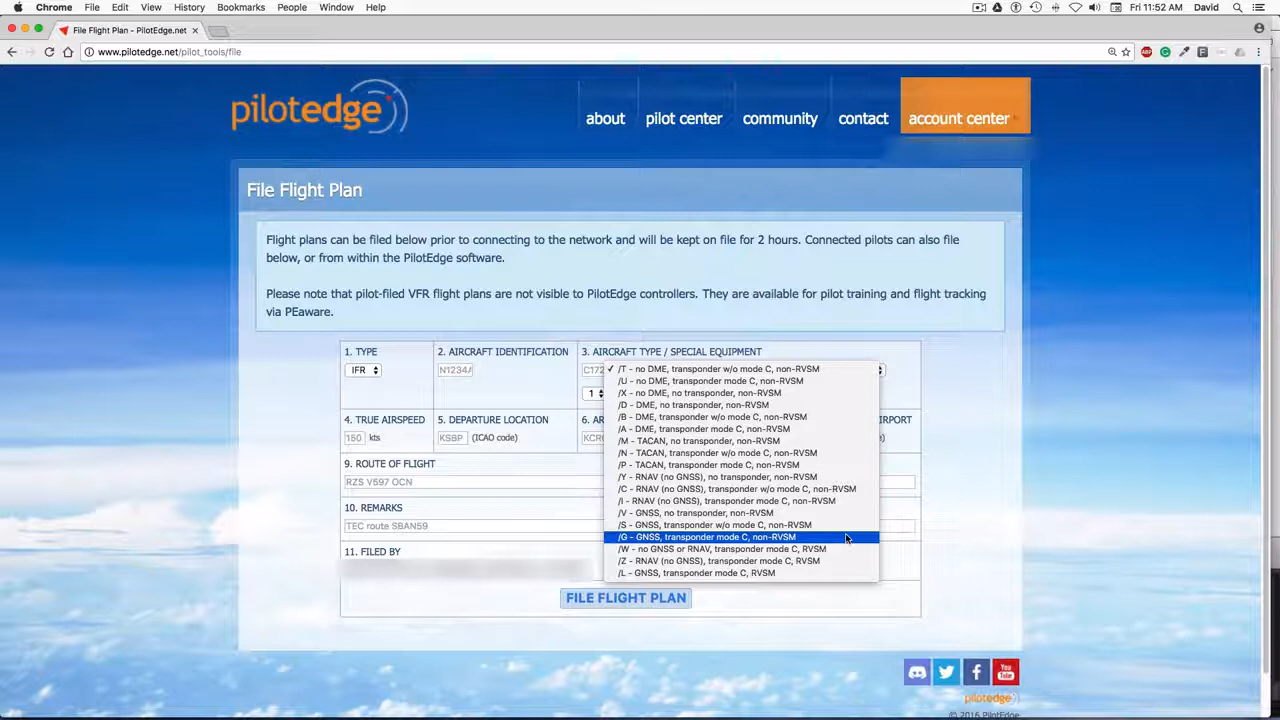 Chrome File Edit View History Bookmarks People Window Help Fri 11:52 AM David
File Flight Plan - PilotEdge.net
www.pilotedge.net/pilot_tools/file
pilotedge
about pilot center community contact account center
File Flight Plan
Flight plans can be filed below prior to connecting to the network and will be kept on file for 2 hours. Connected pilots can also file
below, or from within the PilotEdge software.
Please note that pilot-filed VFR flight plans are not visible to PilotEdge controllers. They are available for pilot training and flight tracking
via PEaware.
1. TYPE 2. AIRCRAFT IDENTIFICATION 3. AIRCRAFT TYPE / SPECIAL EQUIPMENT
IFR N1234A C172
1
✓ /T - no DME, transponder w/o mode C, non-RVSM
/U - no DME, transponder mode C, non-RVSM
/X - no DME, no transponder, non-RVSM
/D - DME, no transponder, non-RVSM
/B - DME, transponder w/o mode C, non-RVSM
/A - DME, transponder mode C, non-RVSM
/M - TACAN, no transponder, non-RVSM
/N - TACAN, transponder w/o mode C, non-RVSM
/P - TACAN, transponder mode C, non-RVSM
/Y - RNAV (no GNSS), no transponder, non-RVSM
/C - RNAV (no GNSS), transponder w/o mode C, non-RVSM
/I - RNAV (no GNSS), transponder mode C, non-RVSM
/V - GNSS, no transponder, non-RVSM
/S - GNSS, transponder w/o mode C, non-RVSM
/G - GNSS, transponder mode C, non-RVSM
/W - no GNSS or RNAV, transponder mode C, RVSM
/Z - RNAV (no GNSS), transponder mode C, RVSM
/L - GNSS, transponder mode C, RVSM
4. TRUE AIRSPEED 5. DEPARTURE LOCATION 6. AR IRPORT
150 kts KSBP (ICAO code) KCRQ
9. ROUTE OF FLIGHT
RZS V597 OCN
10. REMARKS
TEC route SBAN59
11. FILED BY
FILE FLIGHT PLAN
You Tube
pilotedge
© 2016 PilotEdge